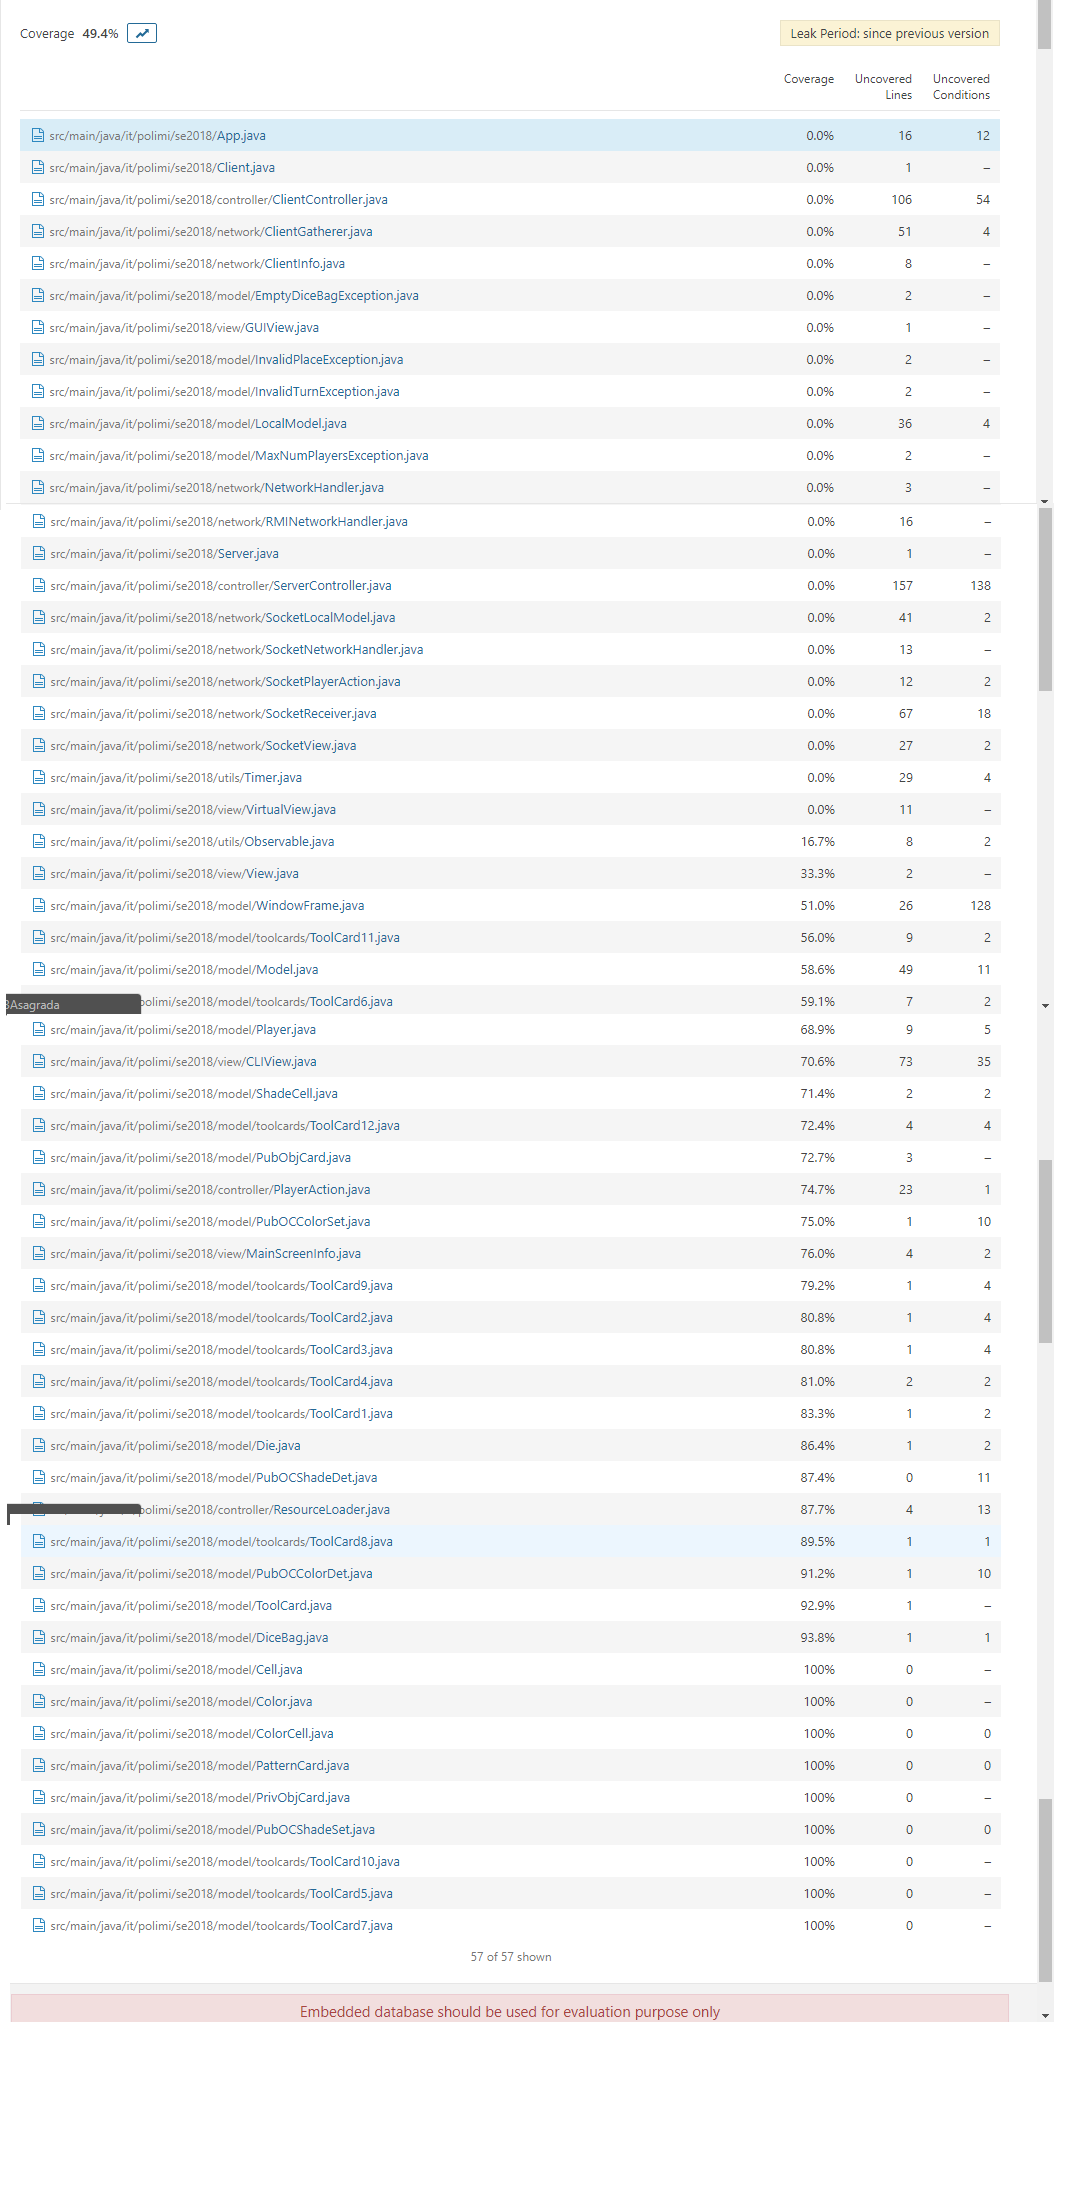 Coverage 49.4% Leak Period: since previous version
Coverage Uncovered Lines Uncovered Conditions
src/main/java/it/polimi/se2018/App.java 0.0% 16 12
src/main/java/it/polimi/se2018/Client.java 0.0% 1 –
src/main/java/it/polimi/se2018/controller/ClientController.java 0.0% 106 54
src/main/java/it/polimi/se2018/network/ClientGatherer.java 0.0% 51 4
src/main/java/it/polimi/se2018/network/ClientInfo.java 0.0% 8 –
src/main/java/it/polimi/se2018/model/EmptyDiceBagException.java 0.0% 2 –
src/main/java/it/polimi/se2018/view/GUIView.java 0.0% 1 –
src/main/java/it/polimi/se2018/model/InvalidPlaceException.java 0.0% 2 –
src/main/java/it/polimi/se2018/model/InvalidTurnException.java 0.0% 2 –
src/main/java/it/polimi/se2018/model/LocalModel.java 0.0% 36 4
src/main/java/it/polimi/se2018/model/MaxNumPlayersException.java 0.0% 2 –
src/main/java/it/polimi/se2018/network/NetworkHandler.java 0.0% 3 –
src/main/java/it/polimi/se2018/network/RMINetworkHandler.java 0.0% 16 –
src/main/java/it/polimi/se2018/Server.java 0.0% 1 –
src/main/java/it/polimi/se2018/controller/ServerController.java 0.0% 157 138
src/main/java/it/polimi/se2018/network/SocketLocalModel.java 0.0% 41 2
src/main/java/it/polimi/se2018/network/SocketNetworkHandler.java 0.0% 13 –
src/main/java/it/polimi/se2018/network/SocketPlayerAction.java 0.0% 12 2
src/main/java/it/polimi/se2018/network/SocketReceiver.java 0.0% 67 18
src/main/java/it/polimi/se2018/network/SocketView.java 0.0% 27 2
src/main/java/it/polimi/se2018/utils/Timer.java 0.0% 29 4
src/main/java/it/polimi/se2018/view/VirtualView.java 0.0% 11 –
src/main/java/it/polimi/se2018/utils/Observable.java 16.7% 8 2
src/main/java/it/polimi/se2018/view/View.java 33.3% 2 –
src/main/java/it/polimi/se2018/model/WindowFrame.java 51.0% 26 128
src/main/java/it/polimi/se2018/model/toolcards/ToolCard11.java 56.0% 9 2
src/main/java/it/polimi/se2018/model/Model.java 58.6% 49 11
3Asagrada polimi/se2018/model/toolcards/ToolCard6.java 59.1% 7 2
src/main/java/it/polimi/se2018/model/Player.java 68.9% 9 5
src/main/java/it/polimi/se2018/view/CLIView.java 70.6% 73 35
src/main/java/it/polimi/se2018/model/ShadeCell.java 71.4% 2 2
src/main/java/it/polimi/se2018/model/toolcards/ToolCard12.java 72.4% 4 4
src/main/java/it/polimi/se2018/model/PubObjCard.java 72.7% 3 –
src/main/java/it/polimi/se2018/controller/PlayerAction.java 74.7% 23 1
src/main/java/it/polimi/se2018/model/PubOCColorSet.java 75.0% 1 10
src/main/java/it/polimi/se2018/view/MainScreenInfo.java 76.0% 4 2
src/main/java/it/polimi/se2018/model/toolcards/ToolCard9.java 79.2% 1 4
src/main/java/it/polimi/se2018/model/toolcards/ToolCard2.java 80.8% 1 4
src/main/java/it/polimi/se2018/model/toolcards/ToolCard3.java 80.8% 1 4
src/main/java/it/polimi/se2018/model/toolcards/ToolCard4.java 81.0% 2 2
src/main/java/it/polimi/se2018/model/toolcards/ToolCard1.java 83.3% 1 2
src/main/java/it/polimi/se2018/model/Die.java 86.4% 1 2
src/main/java/it/polimi/se2018/model/PubOCShadeDet.java 87.4% 0 11
polimi/se2018/controller/ResourceLoader.java 87.7% 4 13
src/main/java/it/polimi/se2018/model/toolcards/ToolCard8.java 89.5% 1 1
src/main/java/it/polimi/se2018/model/PubOCColorDet.java 91.2% 1 10
src/main/java/it/polimi/se2018/model/ToolCard.java 92.9% 1 –
src/main/java/it/polimi/se2018/model/DiceBag.java 93.8% 1 1
src/main/java/it/polimi/se2018/model/Cell.java 100% 0 –
src/main/java/it/polimi/se2018/model/Color.java 100% 0 –
src/main/java/it/polimi/se2018/model/ColorCell.java 100% 0 0
src/main/java/it/polimi/se2018/model/PatternCard.java 100% 0 0
src/main/java/it/polimi/se2018/model/PrivObjCard.java 100% 0 –
src/main/java/it/polimi/se2018/model/PubOCShadeSet.java 100% 0 0
src/main/java/it/polimi/se2018/model/toolcards/ToolCard10.java 100% 0 –
src/main/java/it/polimi/se2018/model/toolcards/ToolCard5.java 100% 0 –
src/main/java/it/polimi/se2018/model/toolcards/ToolCard7.java 100% 0 –
57 of 57 shown
Embedded database should be used for evaluation purpose only